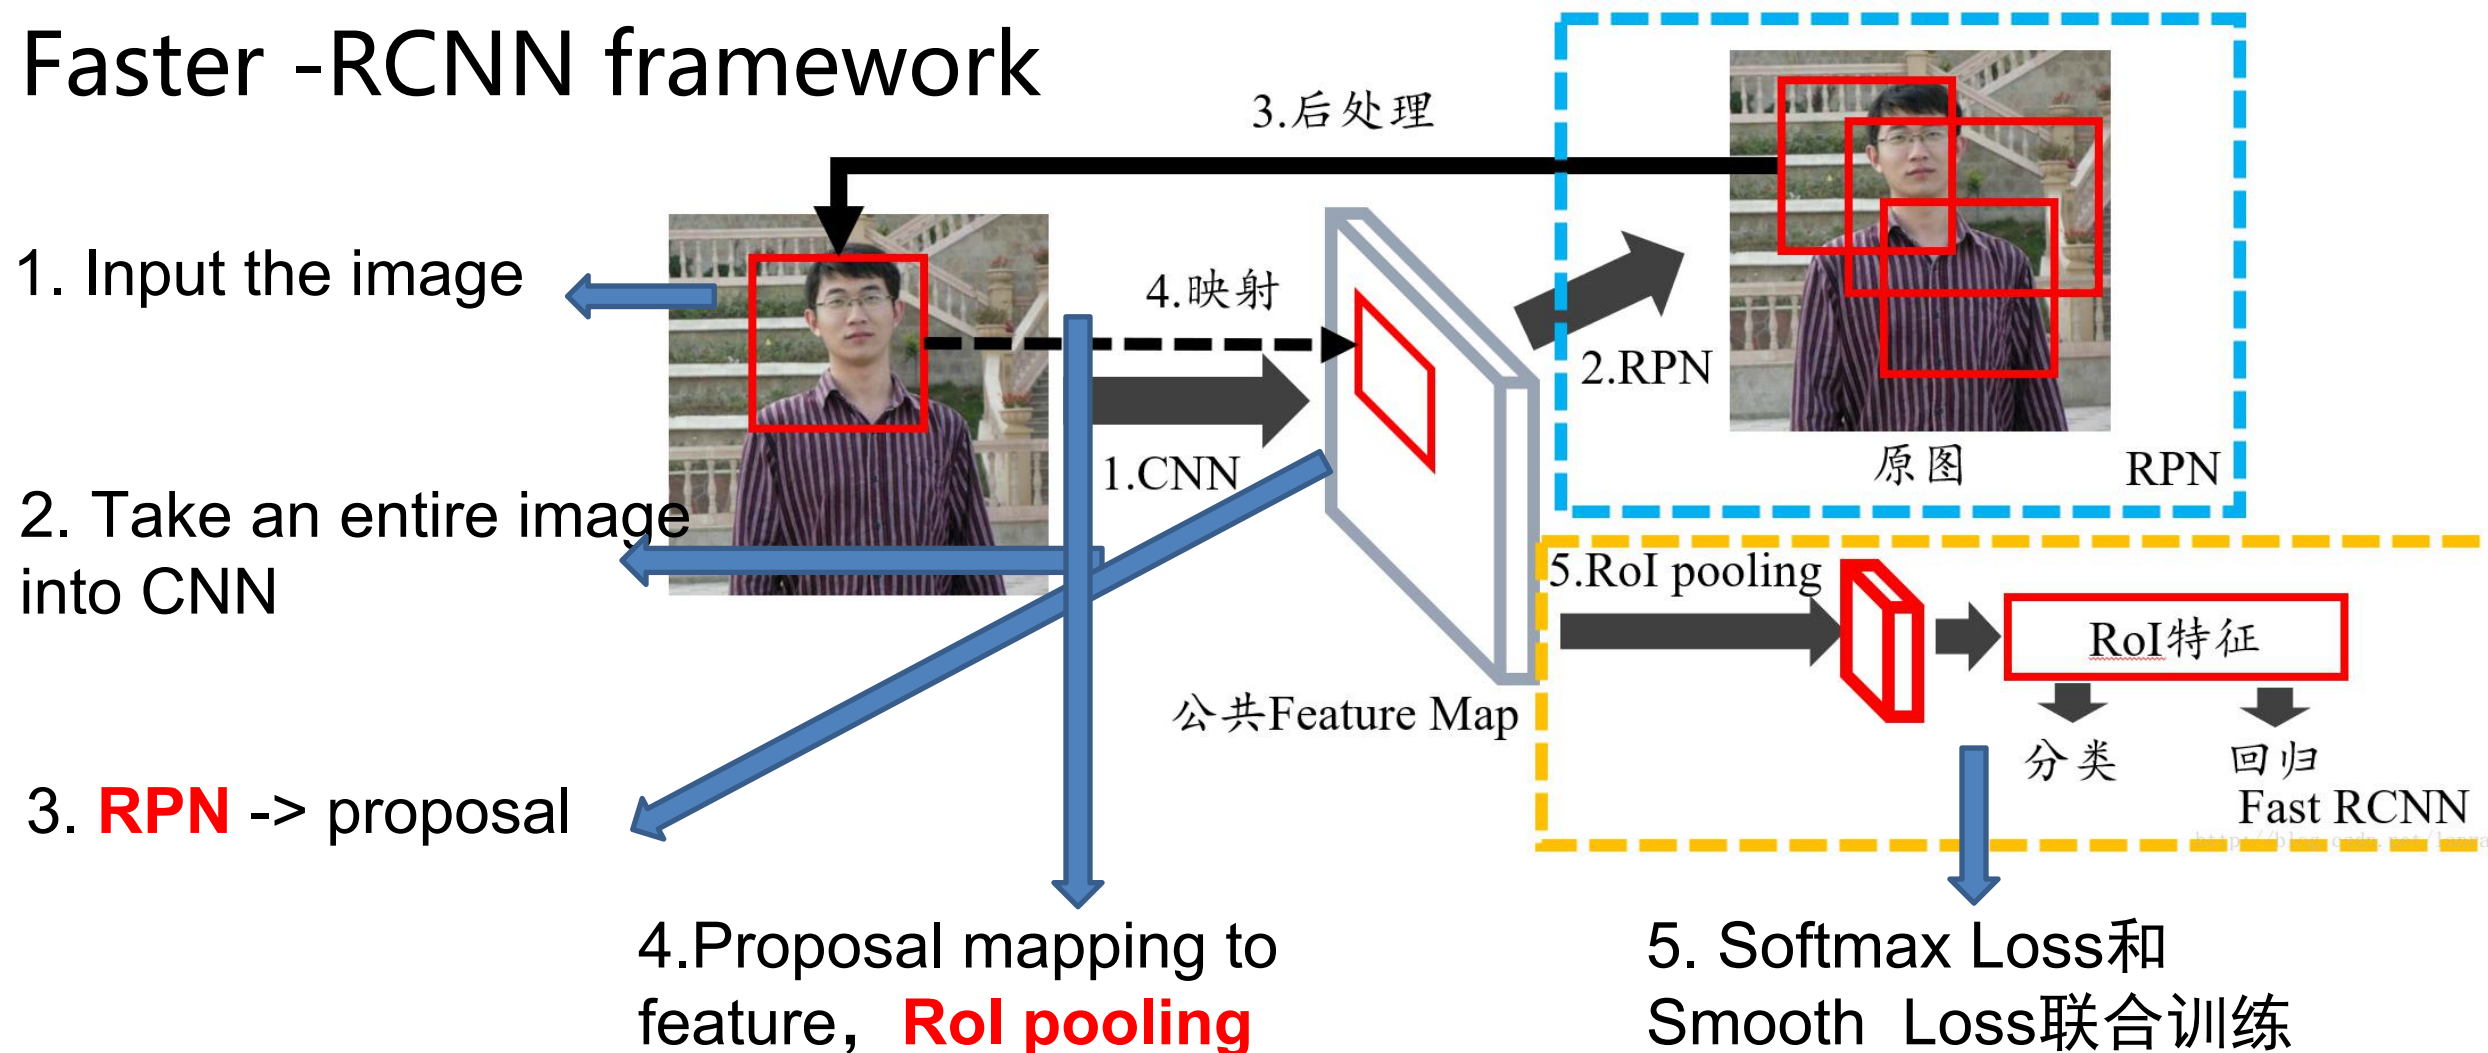 Faster -RCNN framework
3.后处理
1. Input the image
4.映射
2.RPN
1.CNN
原图
RPN
2. Take an entire image
into CNN
5.RoI pooling
RoI特征
公共Feature Map
分类
回归
3. RPN -> proposal
Fast RCNN
4.Proposal mapping to
feature，RoI pooling
5. Softmax Loss和
Smooth Loss联合训练